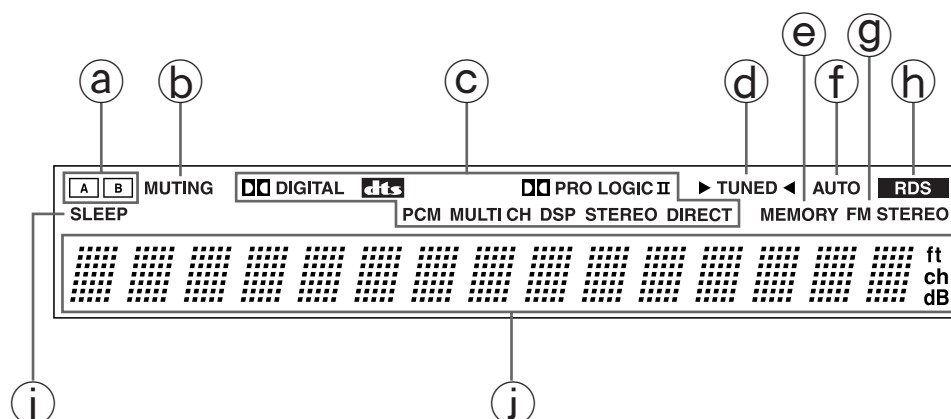 e g
a b c d f h
A B MUTING DIGITAL dts PRO LOGIC II ▶ TUNED ◀ AUTO RDS
SLEEP PCM MULTI CH DSP STEREO DIRECT MEMORY FM STEREO
ft
ch
dB
i j